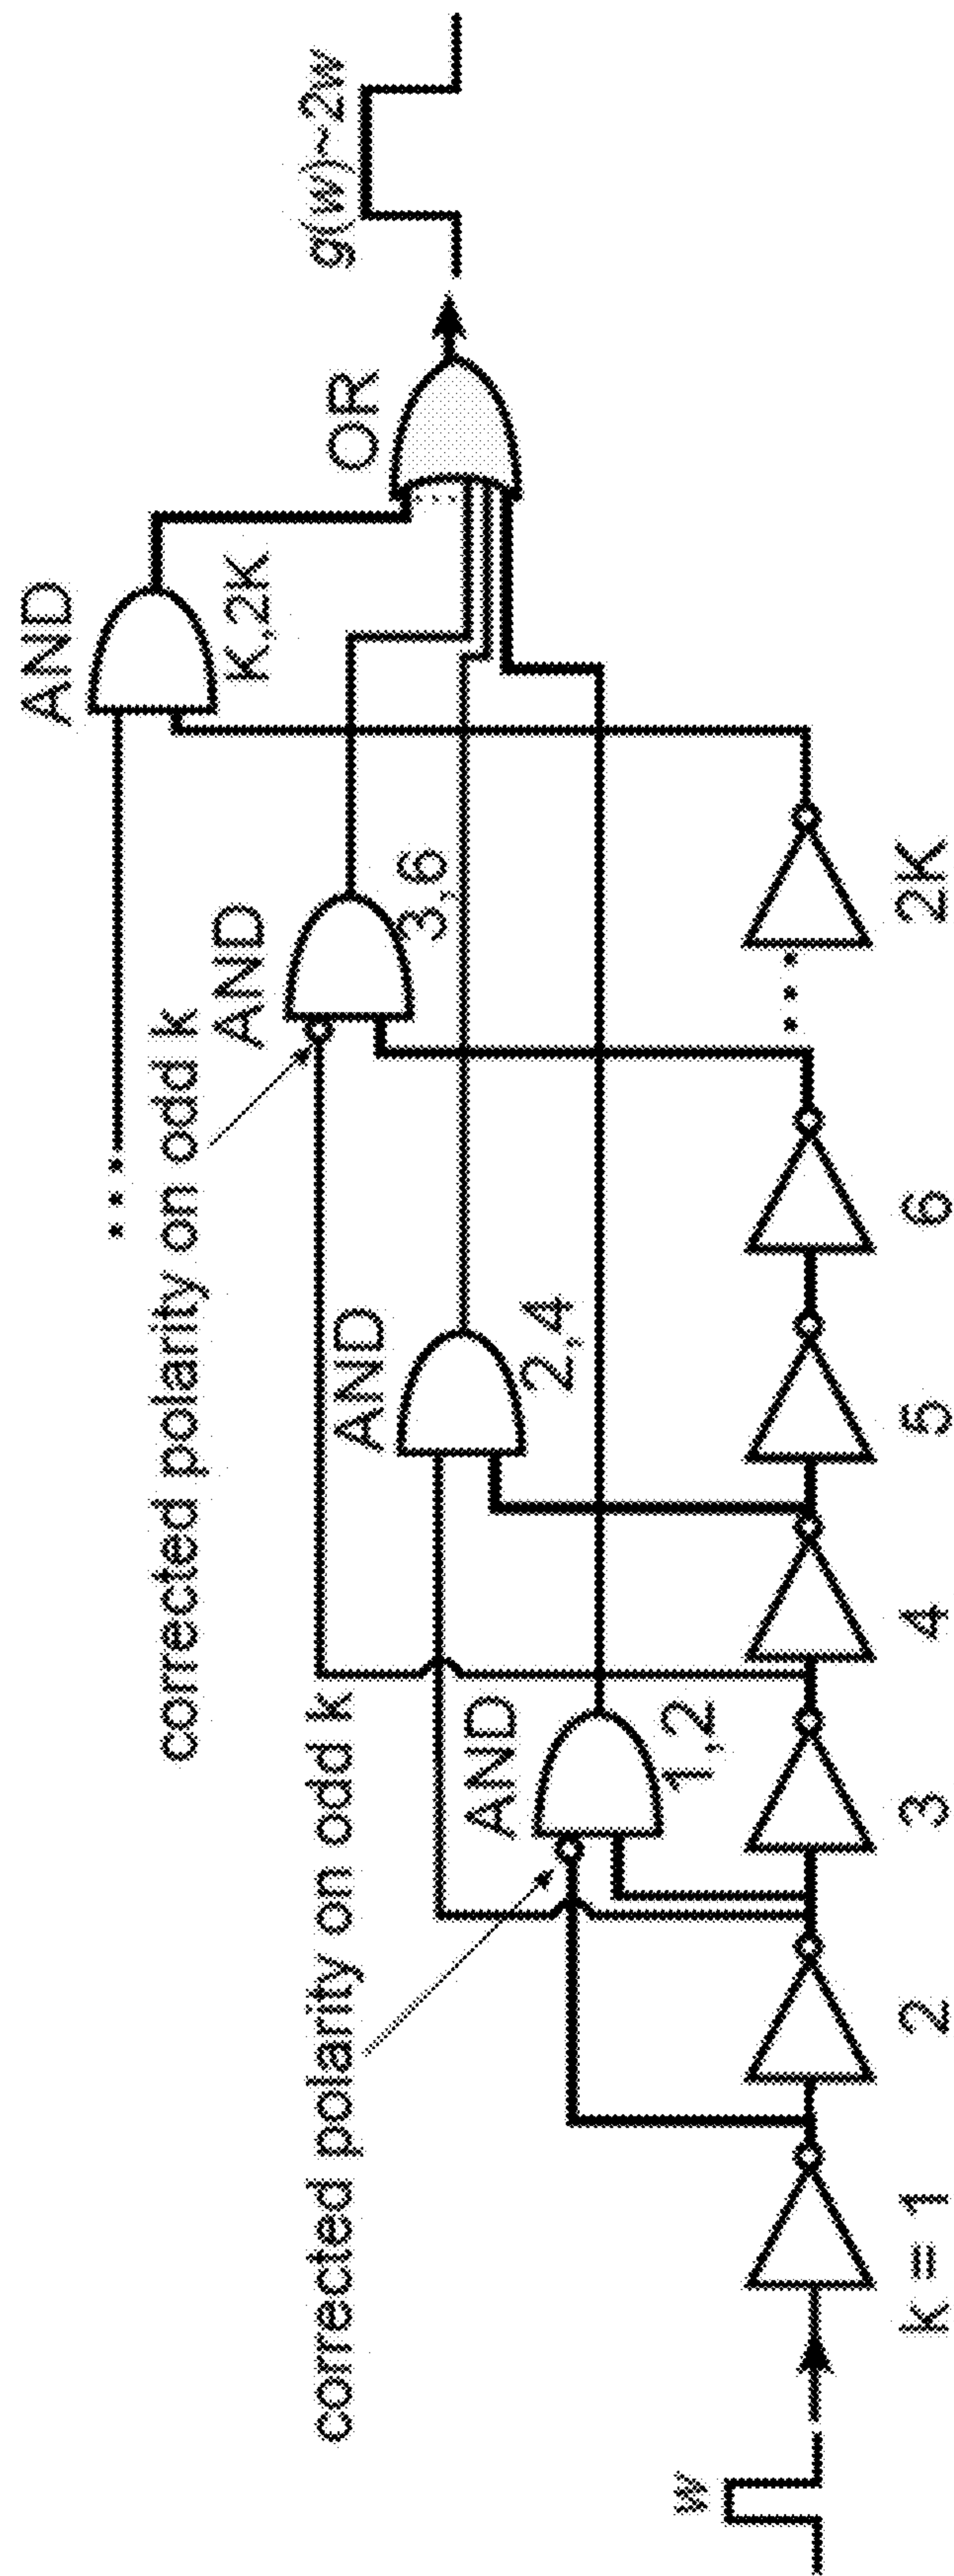 g(w)~2w
OR
AND
K,2K
AND
3,6
corrected polarity on odd k
AND
2,4
corrected polarity on odd k
AND
1,2
w
k = 1
2
3
4
5
6
2K